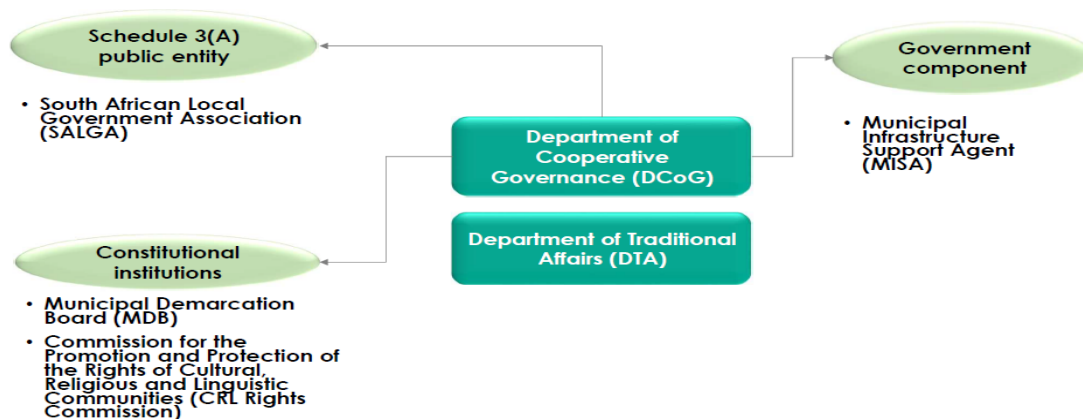 Schedule 3(A)
public entity
• South African Local
Government Association
(SALGA)
Department of
Cooperative
Governance (DCoG)
Government
component
• Municipal
Infrastructure
Support Agent
(MISA)
Department of Traditional
Affairs (DTA)
Constitutional
institutions
• Municipal Demarcation
Board (MDB)
• Commission for the
Promotion and Protection of
the Rights of Cultural,
Religious and Linguistic
Communities (CRL Rights
Commission)